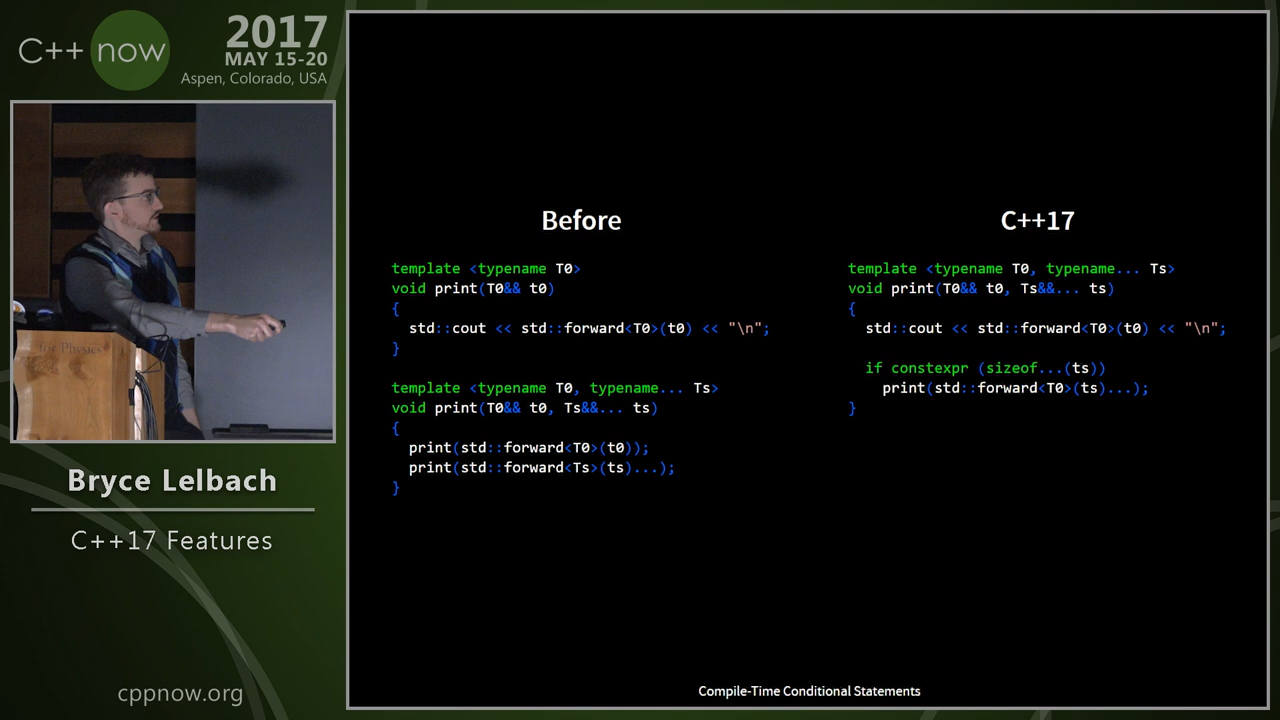 C++ now
2017
MAY 15-20
Aspen, Colorado, USA
for Physics
Bryce Lelbach
C++17 Features
cppnow.org
Before
template <typename T0>
void print(T0&& t0)
{
  std::cout << std::forward<T0>(t0) << "\n";
}
template <typename T0, typename... Ts>
void print(T0&& t0, Ts&&... ts)
{
  print(std::forward<T0>(t0));
  print(std::forward<Ts>(ts)...);
}
C++17
template <typename T0, typename... Ts>
void print(T0&& t0, Ts&&... ts)
{
  std::cout << std::forward<T0>(t0) << "\n";
  if constexpr (sizeof...(ts))
    print(std::forward<T0>(ts)...);
}
Compile-Time Conditional Statements